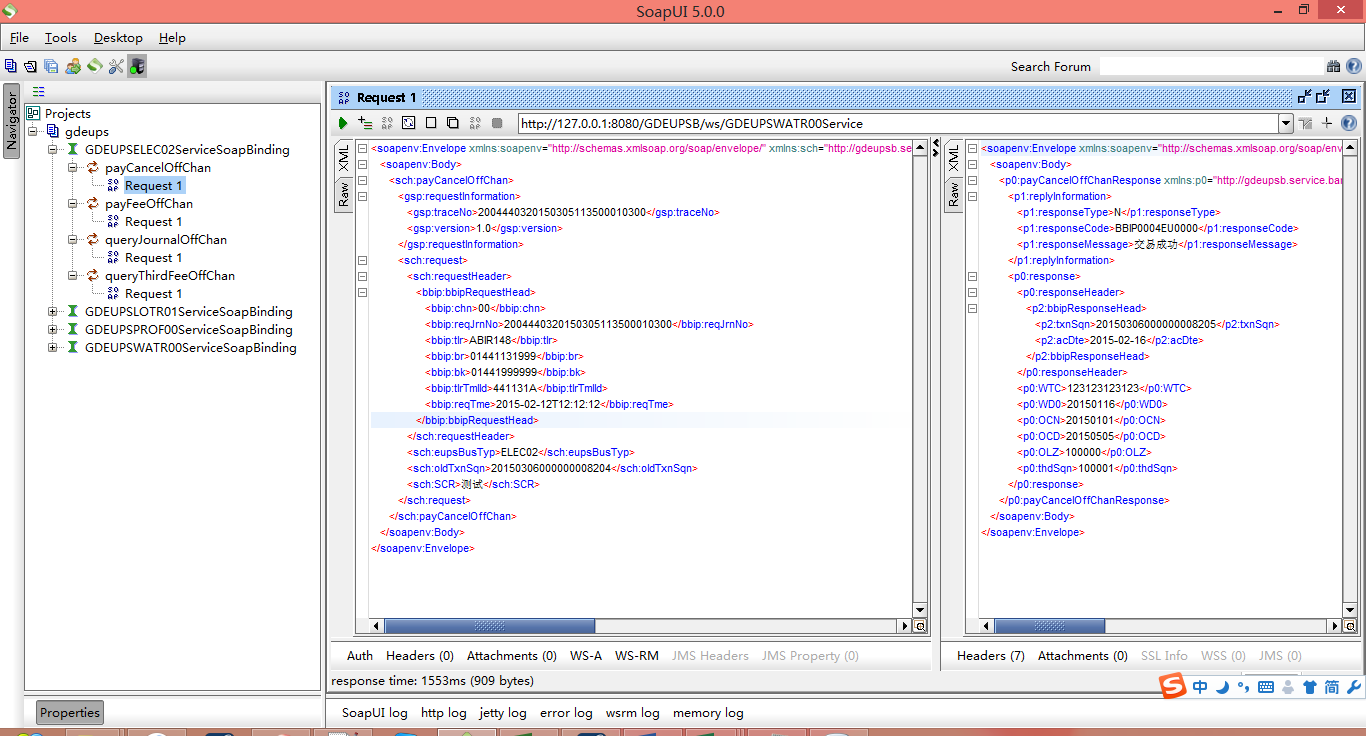 SoapUI 5.0.0
File Tools Desktop Help
Search Forum
Navigator
Projects
gdeups
GDEUPSELEC02ServiceSoapBinding
payCancelOffChan
Request 1
payFeeOffChan
Request 1
queryJournalOffChan
Request 1
queryThirdFeeOffChan
Request 1
GDEUPSLOTR01ServiceSoapBinding
GDEUPSPROF00ServiceSoapBinding
GDEUPSWATR00ServiceSoapBinding
Properties
Request 1
http://127.0.0.1:8080/GDEUPSB/ws/GDEUPSWATR00Service
XML
Raw
<soapenv:Envelope xmlns:soapenv="http://schemas.xmlsoap.org/soap/envelope/" xmlns:sch="http://gdeupsb.se
<soapenv:Body>
<sch:payCancelOffChan>
<gsp:requestInformation>
<gsp:traceNo>2004440320150305113500010300</gsp:traceNo>
<gsp:version>1.0</gsp:version>
</gsp:requestInformation>
<sch:request>
<sch:requestHeader>
<bbip:bbipRequestHead>
<bbip:chn>00</bbip:chn>
<bbip:reqJrnNo>2004440320150305113500010300</bbip:reqJrnNo>
<bbip:tlr>ABIR148</bbip:tlr>
<bbip:br>01441131999</bbip:br>
<bbip:bk>01441999999</bbip:bk>
<bbip:tlrTmlId>441131A</bbip:tlrTmlId>
<bbip:reqTme>2015-02-12T12:12:12</bbip:reqTme>
</bbip:bbipRequestHead>
</sch:requestHeader>
<sch:eupsBusTyp>ELEC02</sch:eupsBusTyp>
<sch:oldTxnSqn>20150306000000008204</sch:oldTxnSqn>
<sch:SCR>测试</sch:SCR>
</sch:request>
</sch:payCancelOffChan>
</soapenv:Body>
</soapenv:Envelope>
XML
Raw
<soapenv:Envelope xmlns:soapenv="http://schemas.xmlsoap.org/soap/env
<soapenv:Body>
<p0:payCancelOffChanResponse xmlns:p0="http://gdeupsb.service.bar
<p1:replyInformation>
<p1:responseType>N</p1:responseType>
<p1:responseCode>BBIP0004EU0000</p1:responseCode>
<p1:responseMessage>交易成功</p1:responseMessage>
</p1:replyInformation>
<p0:response>
<p0:responseHeader>
<p2:bbipResponseHead>
<p2:txnSqn>20150306000000008205</p2:txnSqn>
<p2:acDte>2015-02-16</p2:acDte>
</p2:bbipResponseHead>
</p0:responseHeader>
<p0:WTC>123123123123</p0:WTC>
<p0:WD0>20150116</p0:WD0>
<p0:OCN>20150101</p0:OCN>
<p0:OCD>20150505</p0:OCD>
<p0:OLZ>100000</p0:OLZ>
<p0:thdSqn>100001</p0:thdSqn>
</p0:response>
</p0:payCancelOffChanResponse>
</soapenv:Body>
</soapenv:Envelope>
Auth Headers (0) Attachments (0) WS-A WS-RM JMS Headers JMS Property (0)
Headers (7) Attachments (0) SSL Info WSS (0) JMS (0)
response time: 1553ms (909 bytes)
中 简
SoapUI log http log jetty log error log wsrm log memory log